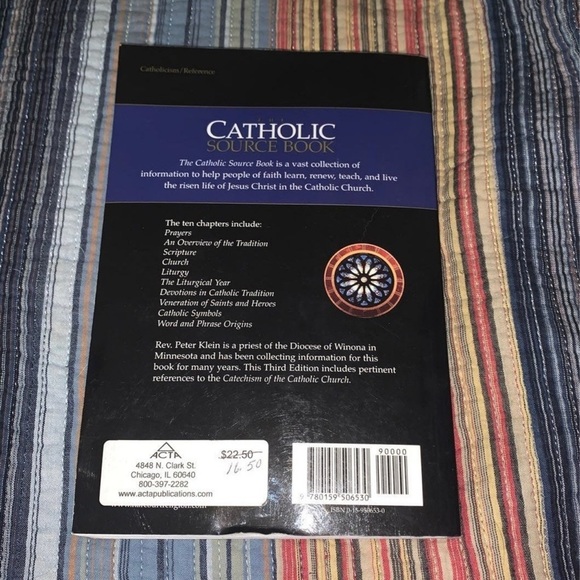 Catholicism/Reference
THE
CATHOLIC
SOURCE BOOK
The Catholic Source Book is a vast collection of
information to help people of faith learn, renew, teach, and live
the risen life of Jesus Christ in the Catholic Church.
The ten chapters include:
Prayers
An Overview of the Tradition
Scripture
Church
Liturgy
The Liturgical Year
Devotions in Catholic Tradition
Veneration of Saints and Heroes
Catholic Symbols
Word and Phrase Origins
Rev. Peter Klein is a priest of the Diocese of Winona in
Minnesota and has been collecting information for this
book for many years. This Third Edition includes pertinent
references to the Catechism of the Catholic Church.
ACTA
4848 N. Clark St.
Chicago, IL 60640
800-397-2282
www.actapublications.com
$22.50
16.50
90000
9 780159 506530
ISBN 0-15-950653-0